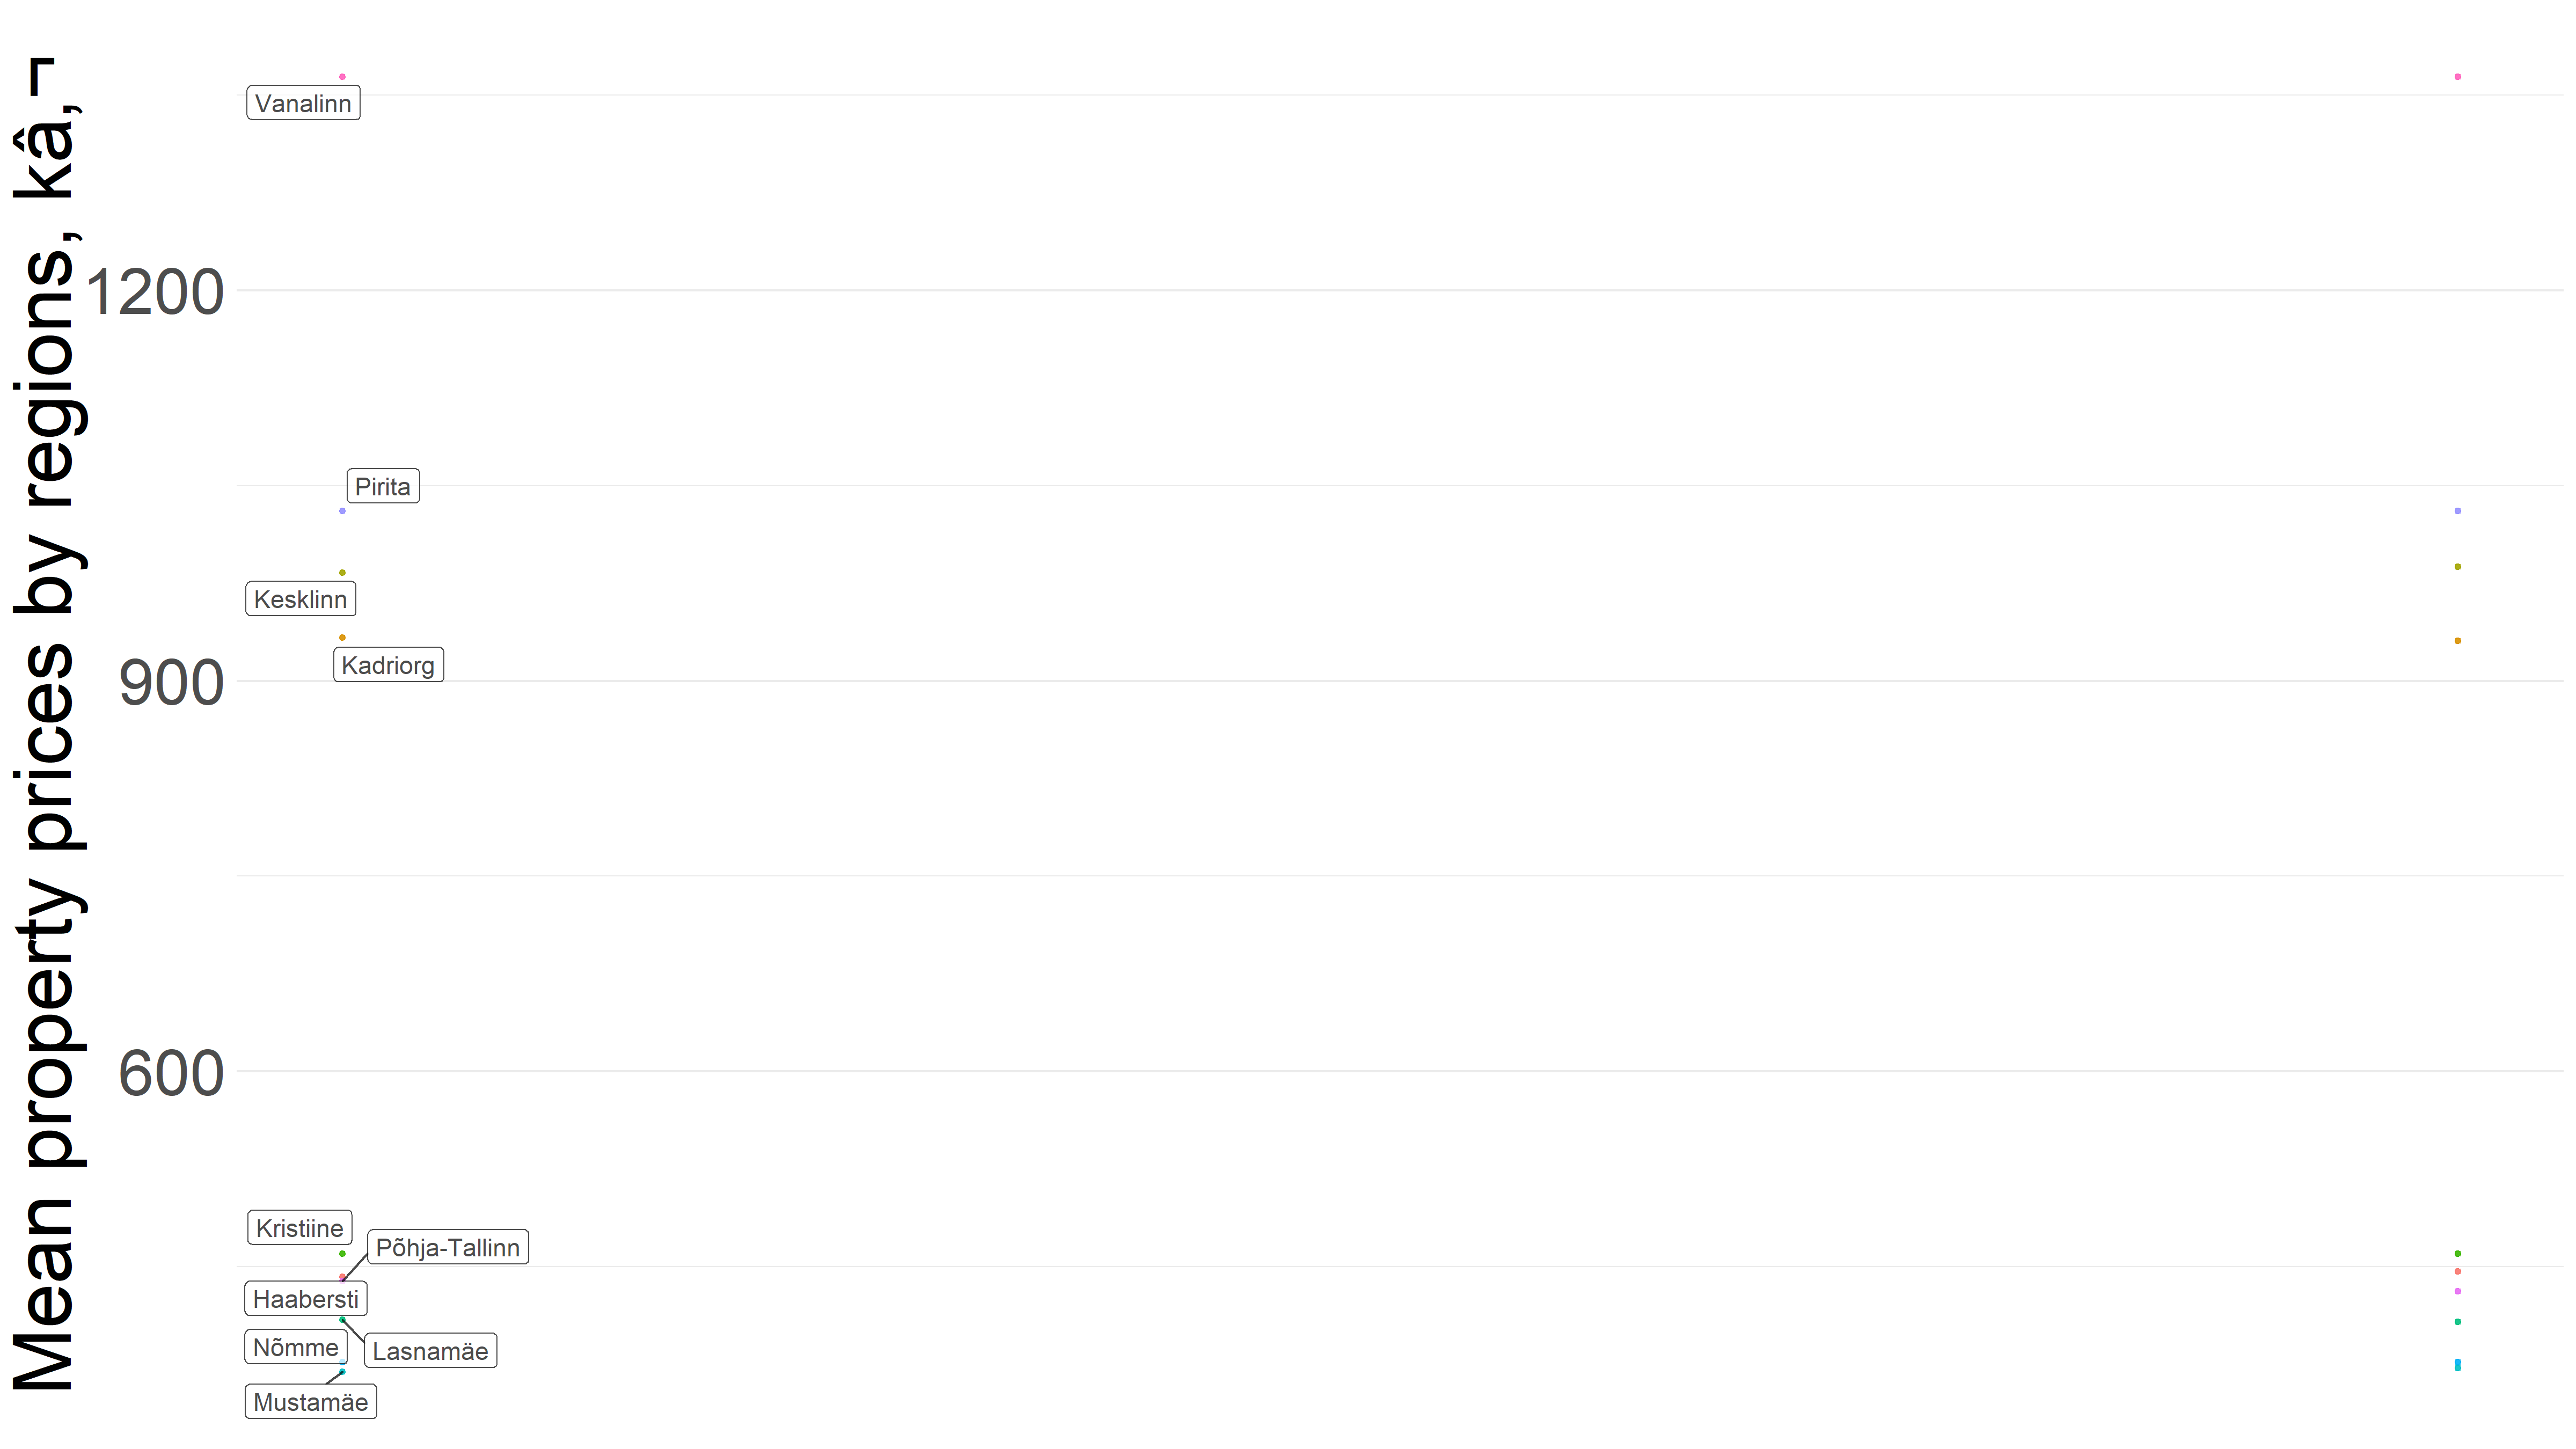 Mean property prices by regions, kâ‚¬
Vanalinn
1200
Pirita
Kesklinn
Kadriorg
900
600
Kristiine
Põhja-Tallinn
Haabersti
Nõmme
Lasnamäe
Mustamäe